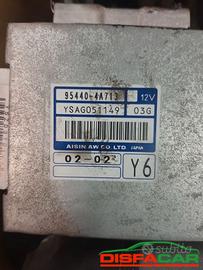 95440-4A713 12V
YSAG051149 03G
AISIN AW CO., LTD JAPAN
02-02
Y6
subito
DISFACAR